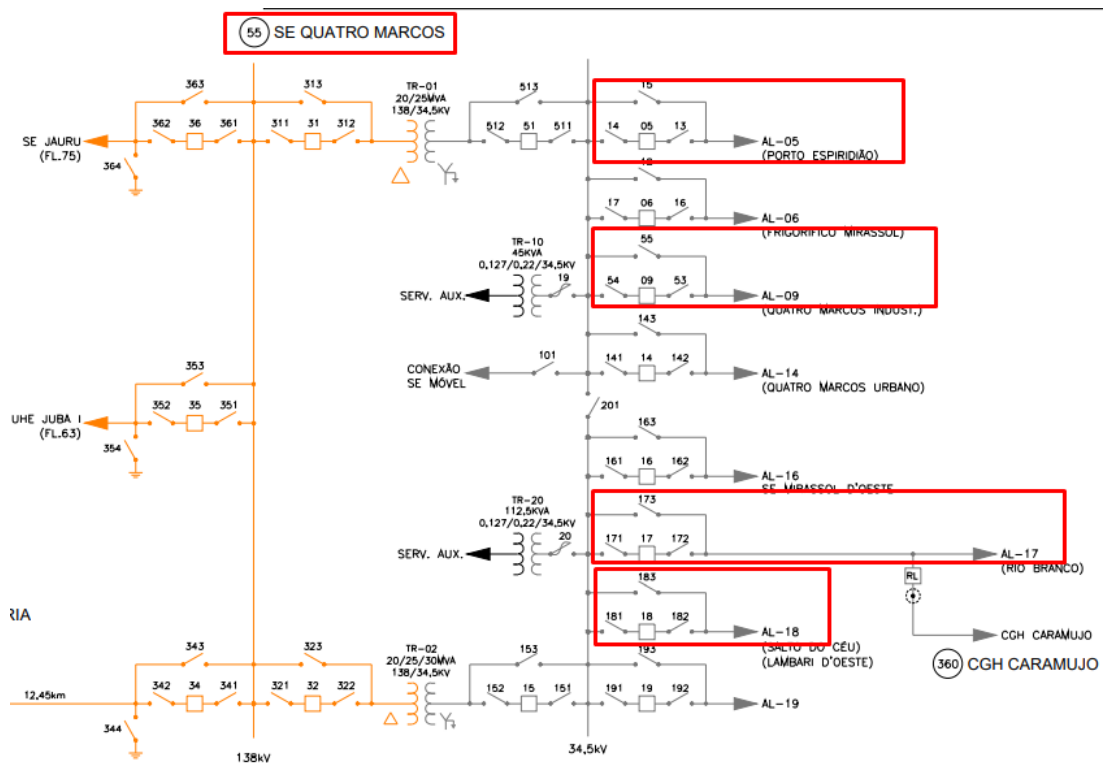 55 SE QUATRO MARCOS
363
313
TR-01
20/25MVA
138/34,5KV
513
15
362 36 361 311 31 312
512 51 511
14 05 13
SE JAURU
(FL.75)
AL-05
(PORTO ESPIRIDIÃO)
364
18
17 06 16
AL-06
(FRIGORIFICO MIRASSOL)
TR-10
45KVA
0,127/0,22/34,5KV
19
55
54 09 53
SERV. AUX.
AL-09
(QUATRO MARCOS INDUST.)
143
101
141 14 142
CONEXÃO
SE MÓVEL
AL-14
(QUATRO MARCOS URBANO)
353
352 35 351
UHE JUBA I
(FL.63)
354
201
163
161 16 162
AL-16
SE MIRASSOL D'OESTE
TR-20
112,5KVA
0,127/0,22/34,5KV
20
173
171 17 172
SERV. AUX.
AL-17
(RIO BRANCO)
RL
183
181 18 182
AL-18
(SALTO DO CÉU)
(LAMBARI D'OESTE)
CGH CARAMUJO
360 CGH CARAMUJO
RIA
343
323
TR-02
20/25/30MVA
138/34,5KV
153
193
12,45km
342 34 341 321 32 322
152 15 151
191 19 192
AL-19
344
138kV
34,5kV